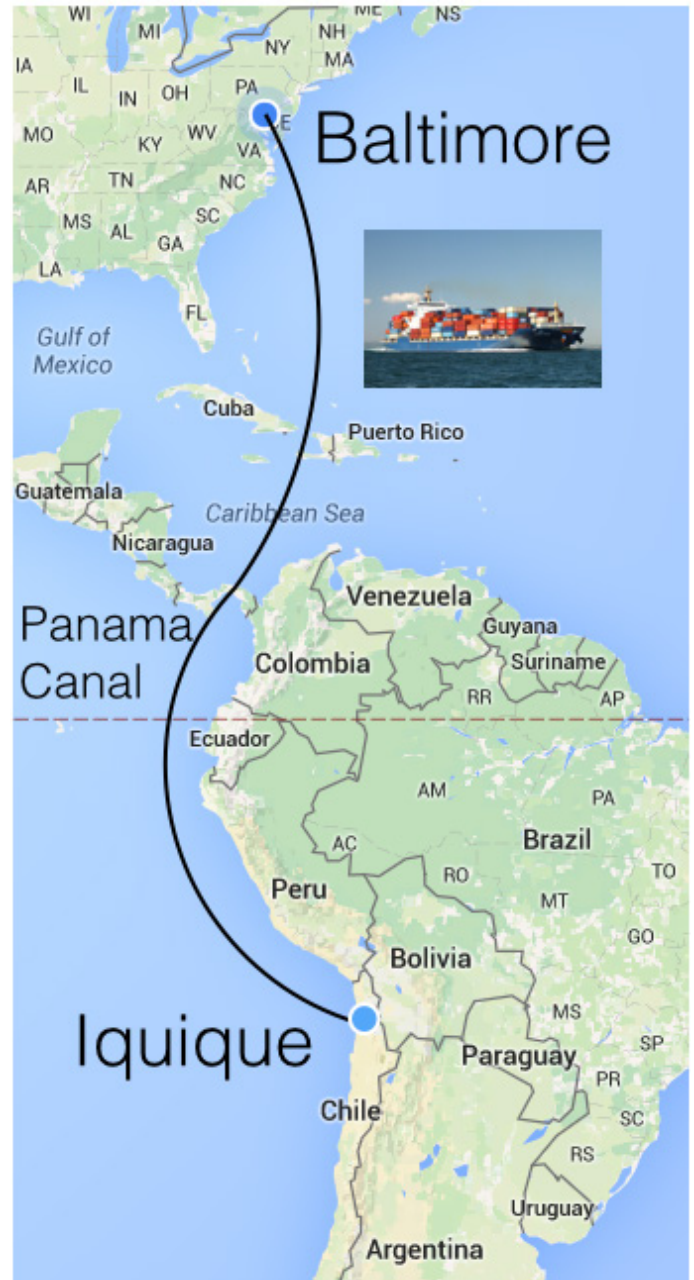 WI
ME
NS
MI
NH
NY
MA
IA
PA
IL
IN
OH
Baltimore
MO
WV
KY
VA
TN
NC
AR
SC
MS
AL
GA
LA
FL
Gulf of
Mexico
Cuba
Puerto Rico
Guatemala
Caribbean Sea
Nicaragua
Venezuela
Panama
Canal
Guyana
Suriname
Colombia
RR
AP
Ecuador
AM
PA
Brazil
AC
TO
RO
Peru
MT
GO
Bolivia
Iquique
MS
SP
Paraguay
PR
Chile
SC
RS
Uruguay
Argentina